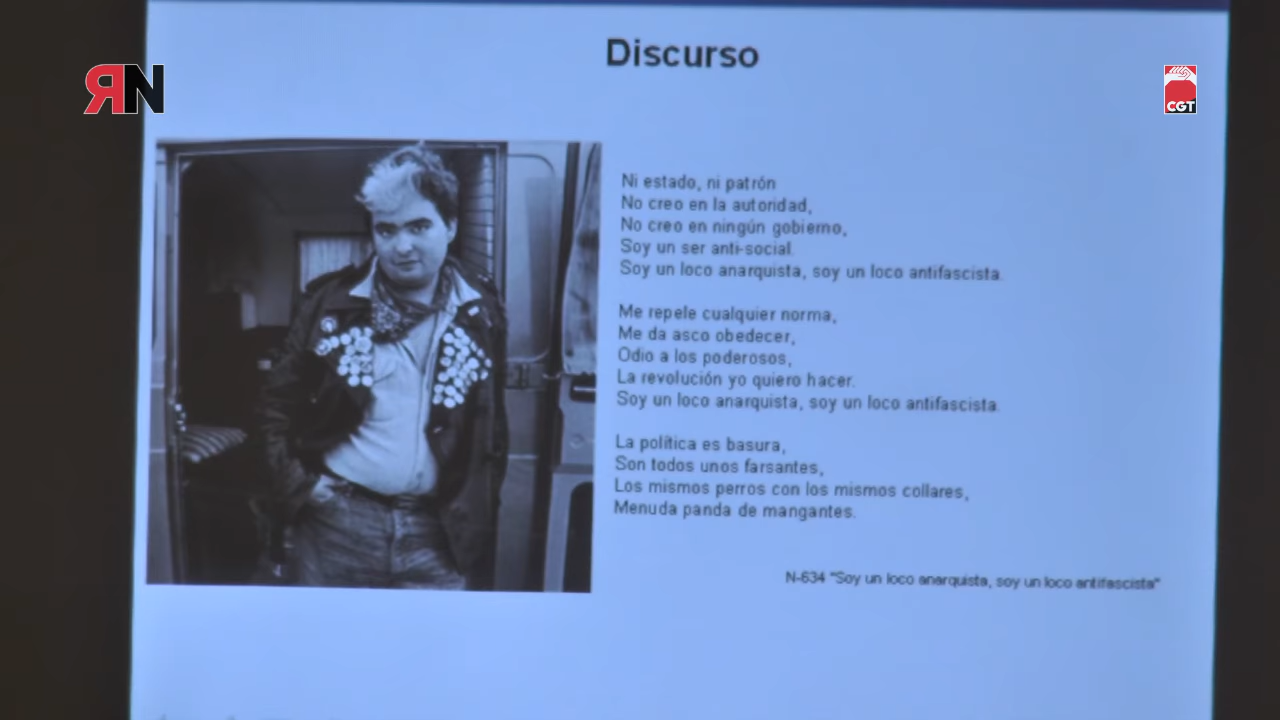 Discurso
RN
CGT
Ni estado, ni patrón
No creo en la autoridad,
No creo en ningún gobierno,
Soy un ser anti-social.
Soy un loco anarquista, soy un loco antifascista.
Me repele cualquier norma,
Me da asco obedecer,
Odio a los poderosos,
La revolución yo quiero hacer.
Soy un loco anarquista, soy un loco antifascista.
La política es basura,
Son todos unos farsantes,
Los mismos perros con los mismos collares,
Menuda panda de mangantes.
N-634 "Soy un loco anarquista, soy un loco antifascista"